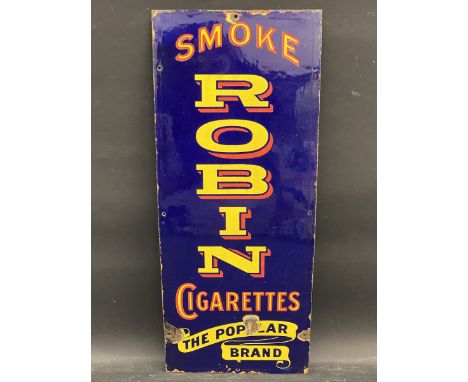 SMOKE
ROBIN
CIGARETTES
THE POPULAR
BRAND